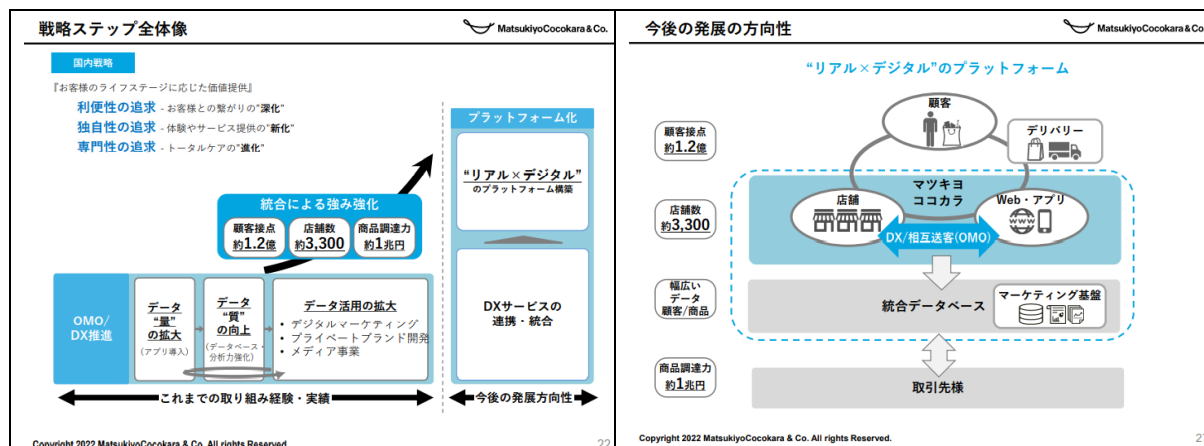 戦略ステップ全体像
MatsukiyoCocokara & Co.
国内戦略
『お客様のライフステージに応じた価値提供』
利便性の追求 - お客様との繋がりの"深化"
独自性の追求 - 体験やサービス提供の"新化"
専門性の追求 - トータルケアの"進化"
統合による強み強化
顧客接点
約1.2億
店舗数
約3,300
商品調達力
約1兆円
OMO/
DX推進
データ
"量"
の拡大
(アプリ導入)
データ
"質"
の向上
(データベース・
分析力強化)
データ活用の拡大
• デジタルマーケティング
• プライベートブランド開発
• メディア事業
プラットフォーム化
"リアル×デジタル"
のプラットフォーム構築
DXサービスの
連携・統合
これまでの取り組み経験・実績
今後の発展方向性
Copyright 2022 MatsukiyoCocokara & Co. All rights Reserved.
22
今後の発展の方向性
MatsukiyoCocokara & Co.
"リアル×デジタル"のプラットフォーム
顧客接点
約1.2億
店舗数
約3,300
幅広い
データ
顧客/商品
商品調達力
約1兆円
顧客
デリバリー
マツキヨ
ココカラ
店舗
Web・アプリ
www
DX/相互送客(OMO)
統合データベース
マーケティング基盤
取引先様
Copyright 2022 MatsukiyoCocokara & Co. All rights Reserved.